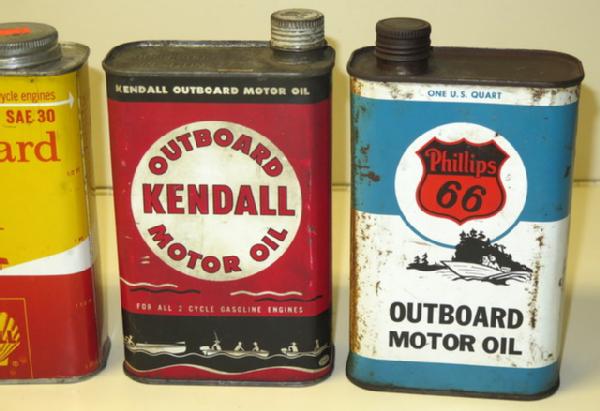 ycle engines
SAE 30
ard
KENDALL OUTBOARD MOTOR OIL
OUTBOARD
KENDALL
MOTOR OIL
FOR ALL 2 CYCLE GASOLINE ENGINES
ONE U.S. QUART
Phillips
66
OUTBOARD
MOTOR OIL